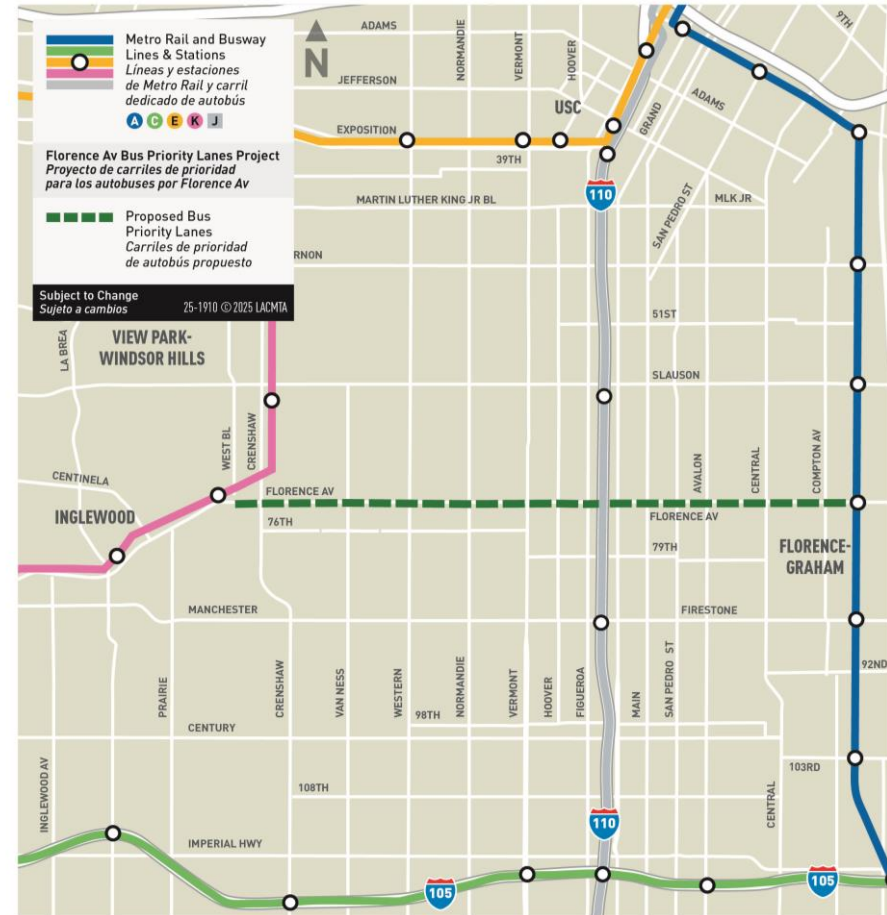 Metro Rail and Busway
Lines & Stations
Líneas y estaciones
de Metro Rail y carril
dedicado de autobús
A C E K J
Florence Av Bus Priority Lanes Project
Proyecto de carriles de prioridad
para los autobuses por Florence Av
Proposed Bus
Priority Lanes
Carriles de prioridad
de autobús propuesto
Subject to Change
Sujeto a cambios
25-1910 © 2025 LACMTA
N
ADAMS
NORMANDIE
VERMONT
HOOVER
9TH
JEFFERSON
USC
GRAND
ADAMS
EXPOSITION
39TH
110
MARTIN LUTHER KING JR BL
SAN PEDRO ST
MLK JR
RNON
51ST
LA BREA
VIEW PARK-
WINDSOR HILLS
SLAUSON
WEST BL
CRENSHAW
AVALON
CENTRAL
COMPTON AV
CENTINELA
FLORENCE AV
INGLEWOOD
76TH
FLORENCE AV
79TH
FLORENCE-
GRAHAM
MANCHESTER
FIRESTONE
92ND
PRAIRIE
CRENSHAW
VAN NESS
WESTERN
NORMANDIE
VERMONT
HOOVER
FIGUEROA
MAIN
SAN PEDRO ST
98TH
CENTURY
103RD
INGLEWOOD AV
108TH
CENTRAL
110
IMPERIAL HWY
105
105